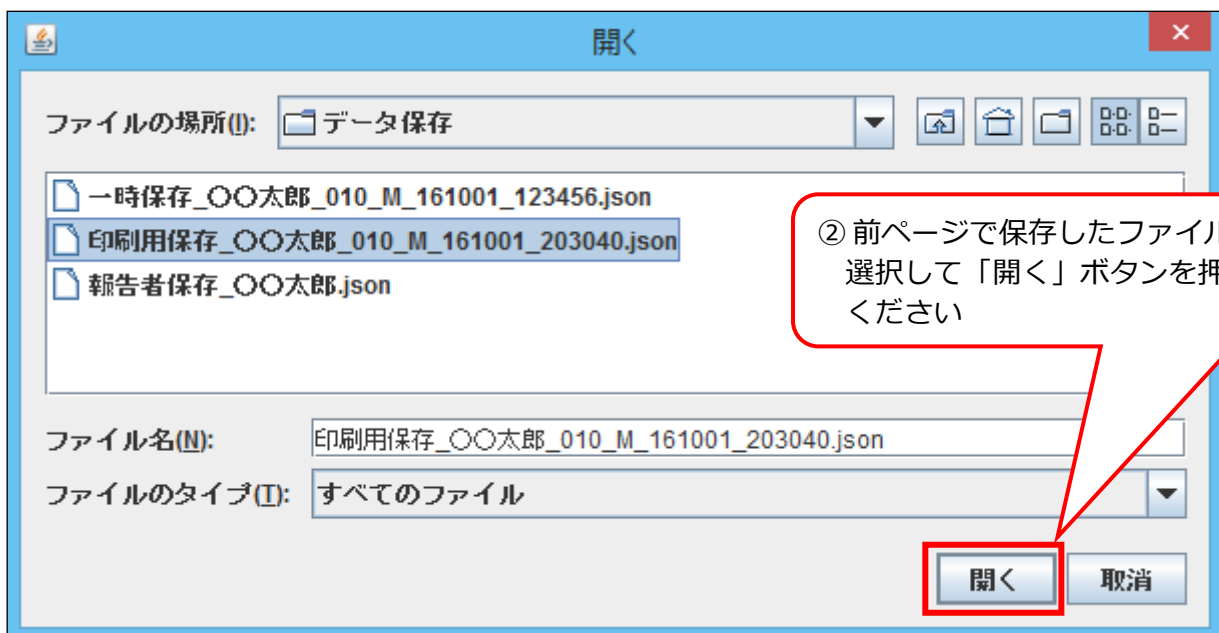 開く
ファイルの場所(I): データ保存
一時保存_〇〇太郎_010_M_161001_123456.json
印刷用保存_〇〇太郎_010_M_161001_203040.json
報告者保存_〇〇太郎.json
② 前ページで保存したファイル
選択して「開く」ボタンを押
ください
ファイル名(N): 印刷用保存_〇〇太郎_010_M_161001_203040.json
ファイルのタイプ(T): すべてのファイル
開く 取消